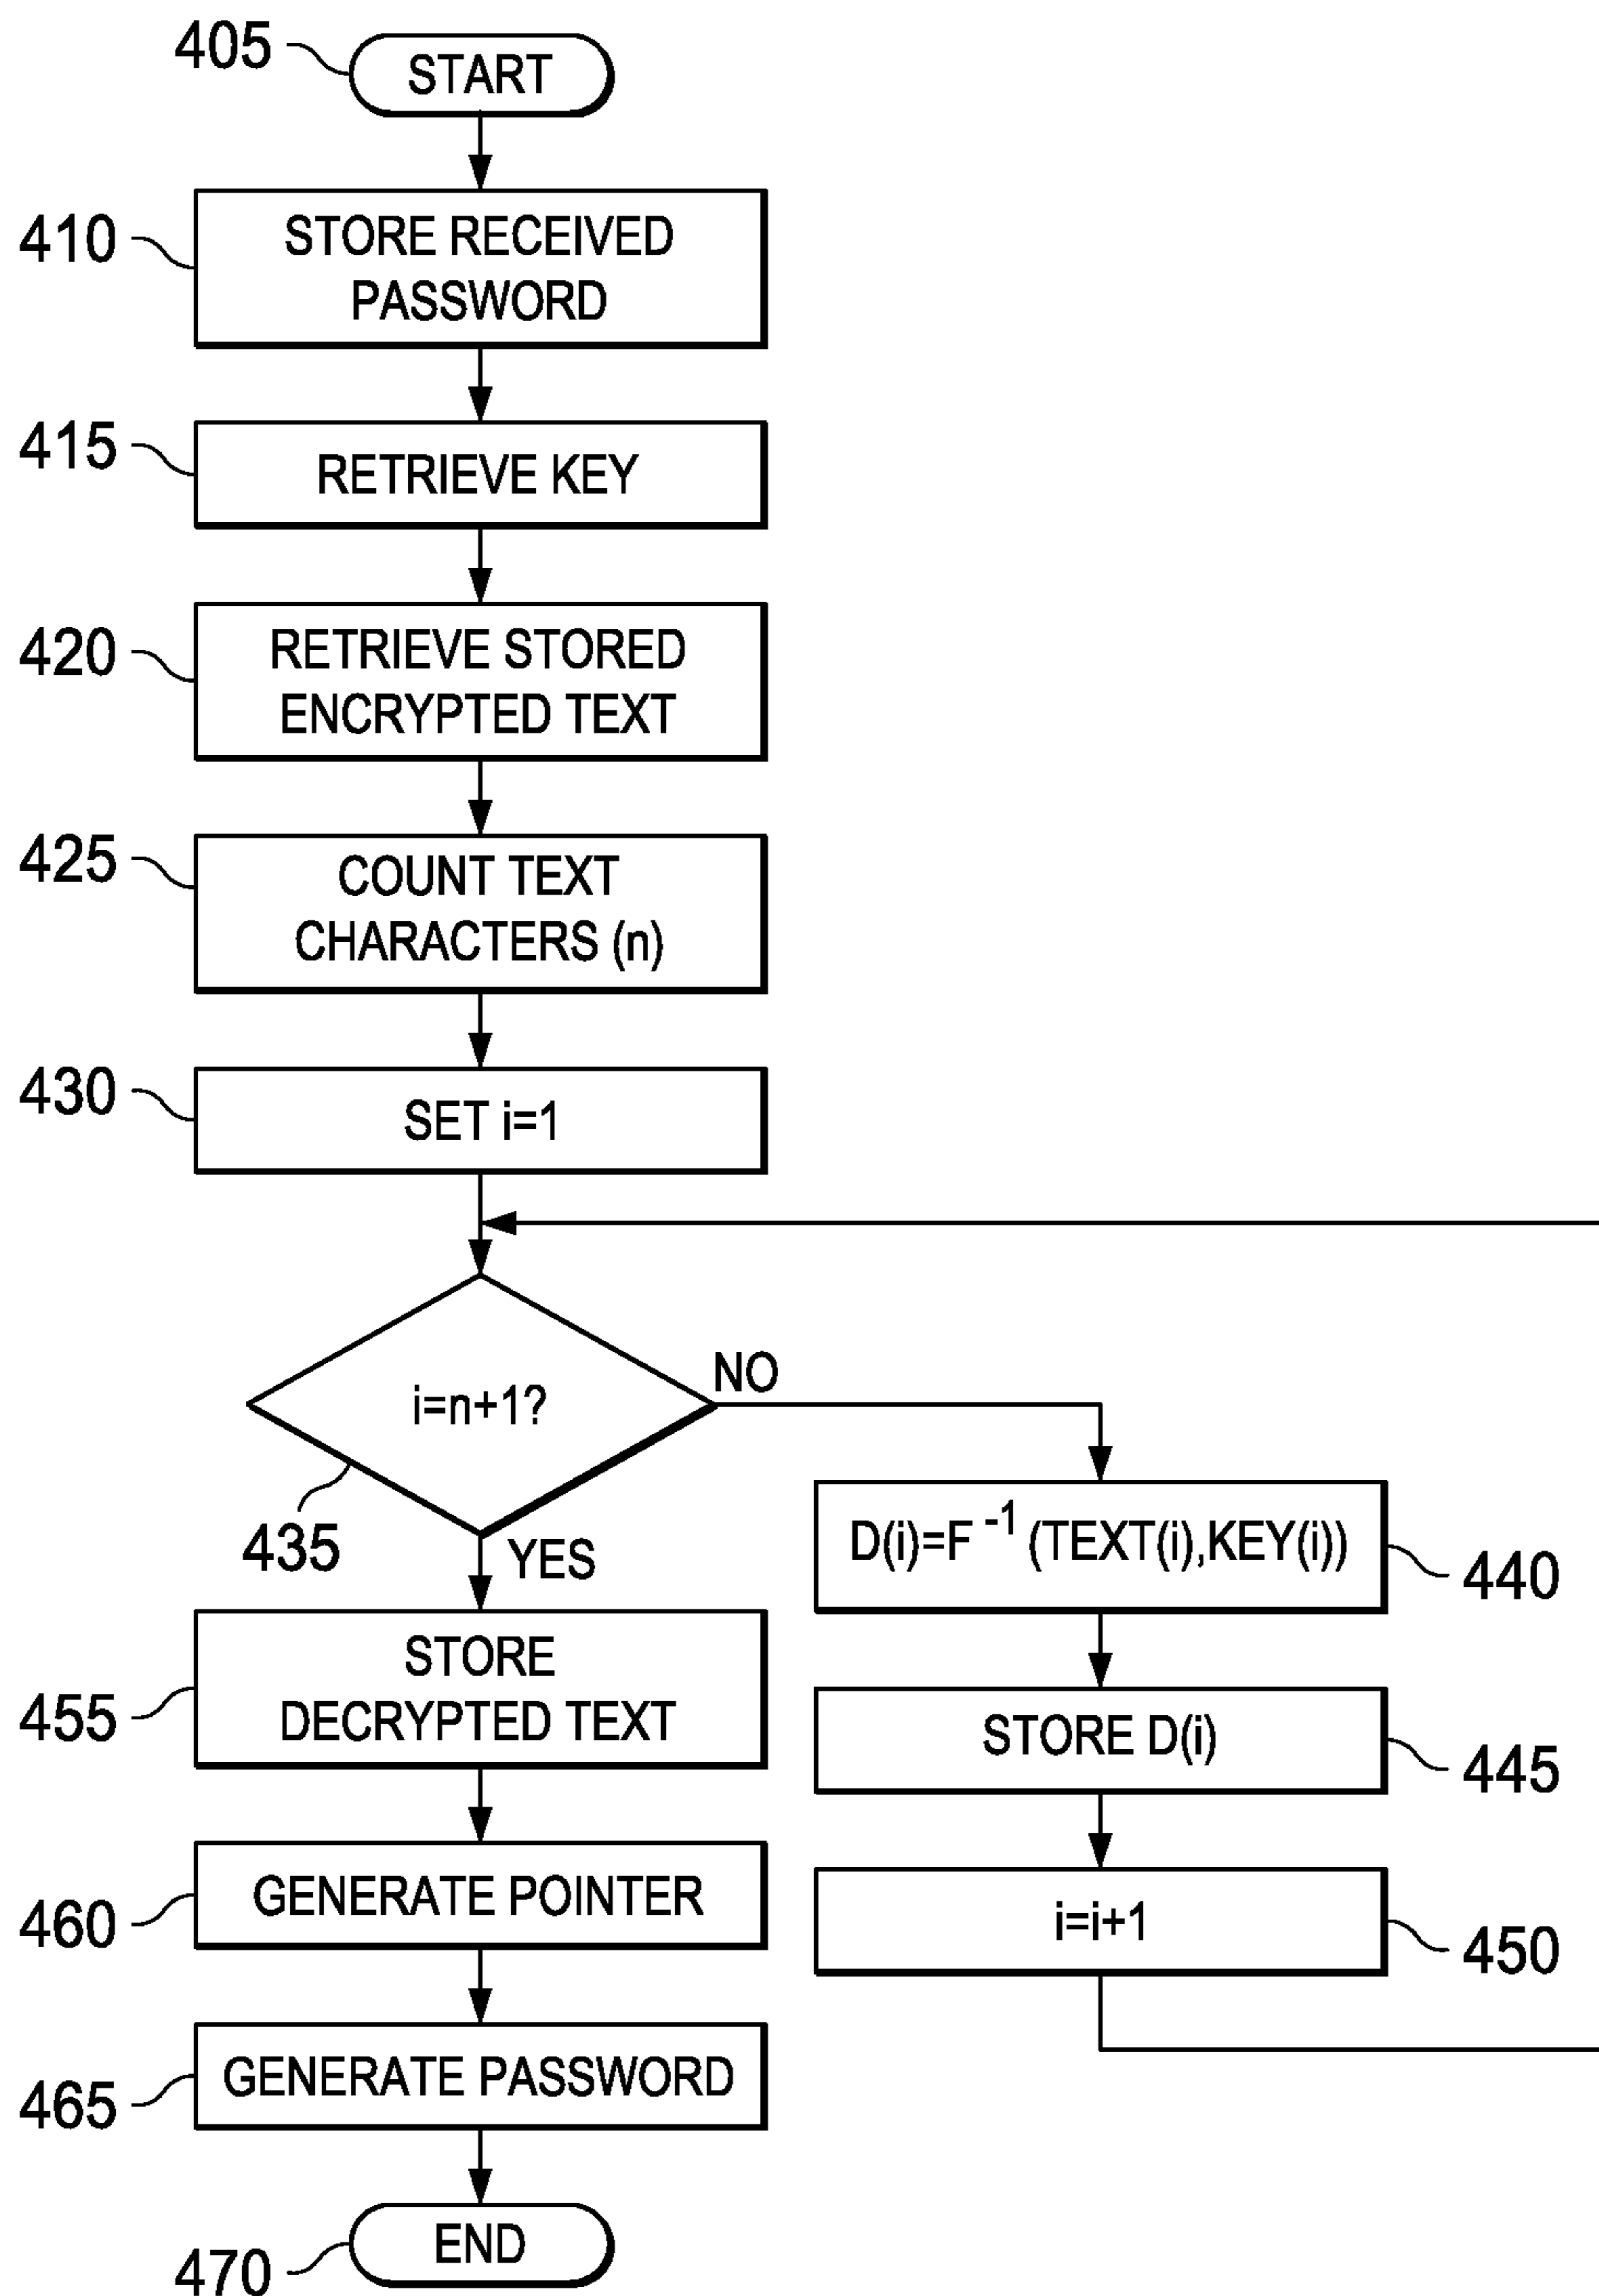 405
START
410
STORE RECEIVED
PASSWORD
415
RETRIEVE KEY
420
RETRIEVE STORED
ENCRYPTED TEXT
425
COUNT TEXT
CHARACTERS (n)
430
SET i=1
i=n+1?
NO
435
YES
D(i)=F⁻¹ (TEXT(i),KEY(i))
440
STORE
DECRYPTED TEXT
455
STORE D(i)
445
GENERATE POINTER
460
i=i+1
450
GENERATE PASSWORD
465
END
470